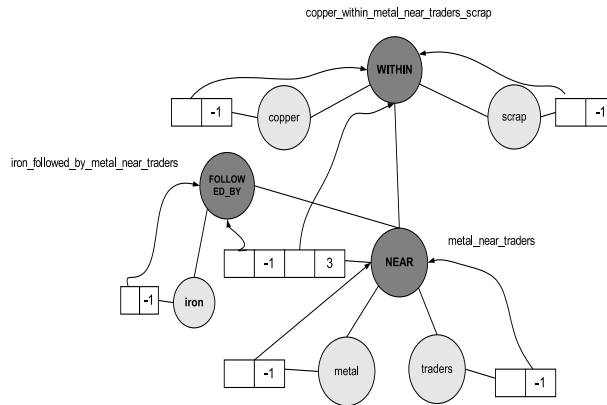 copper_within_metal_near_traders_scrap
WITHIN
-1
copper
scrap
-1
iron_followed_by_metal_near_traders
FOLLOW
ED_BY
metal_near_traders
-1
3
NEAR
-1
iron
-1
metal
traders
-1